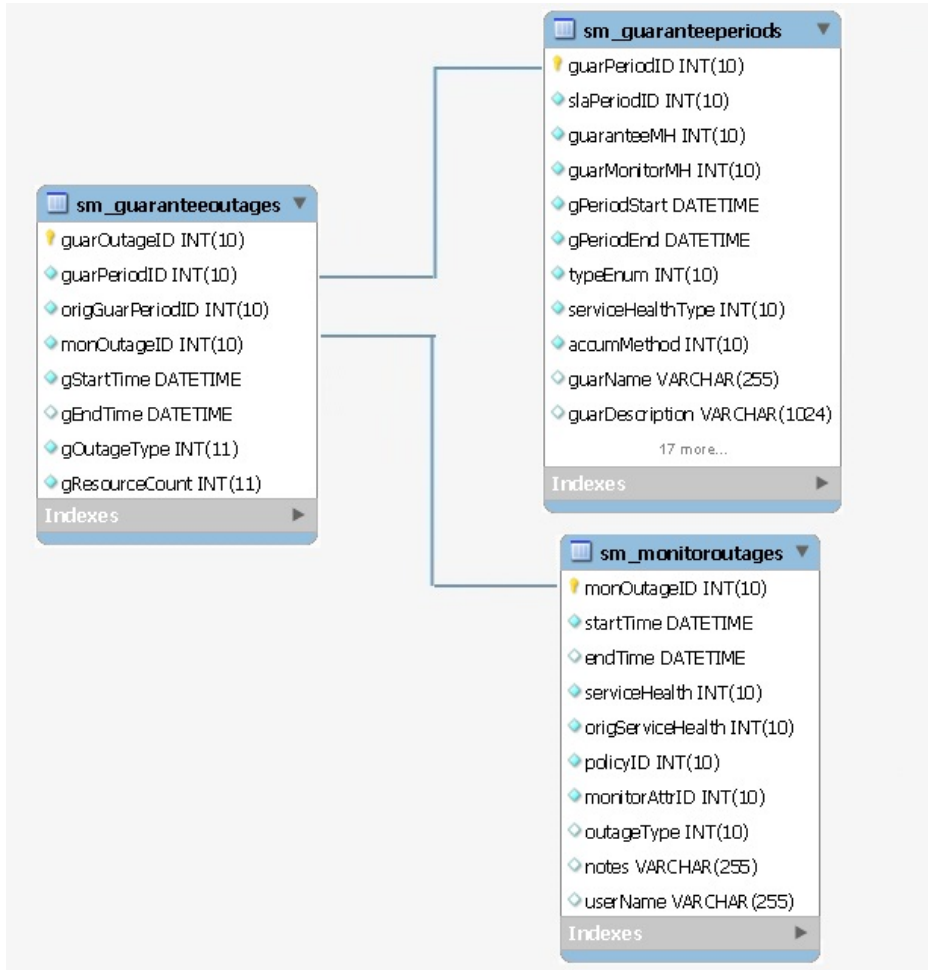 sm_guaranteeperiods
guarPeriodID INT(10)
slaPeriodID INT(10)
guaranteeMH INT(10)
guarMonitorMH INT(10)
gPeriodStart DATETIME
gPeriodEnd DATETIME
typeEnum INT(10)
serviceHealthType INT(10)
accumMethod INT(10)
guarName VARCHAR(255)
guarDescription VARCHAR(1024)
17 more...
Indexes
sm_guaranteeoutages
guarOutageID INT(10)
guarPeriodID INT(10)
origGuarPeriodID INT(10)
monOutageID INT(10)
gStartTime DATETIME
gEndTime DATETIME
gOutageType INT(11)
gResourceCount INT(11)
Indexes
sm_monitoroutages
monOutageID INT(10)
startTime DATETIME
endTime DATETIME
serviceHealth INT(10)
origServiceHealth INT(10)
policyID INT(10)
monitorAttrID INT(10)
outageType INT(10)
notes VARCHAR(255)
userName VARCHAR(255)
Indexes